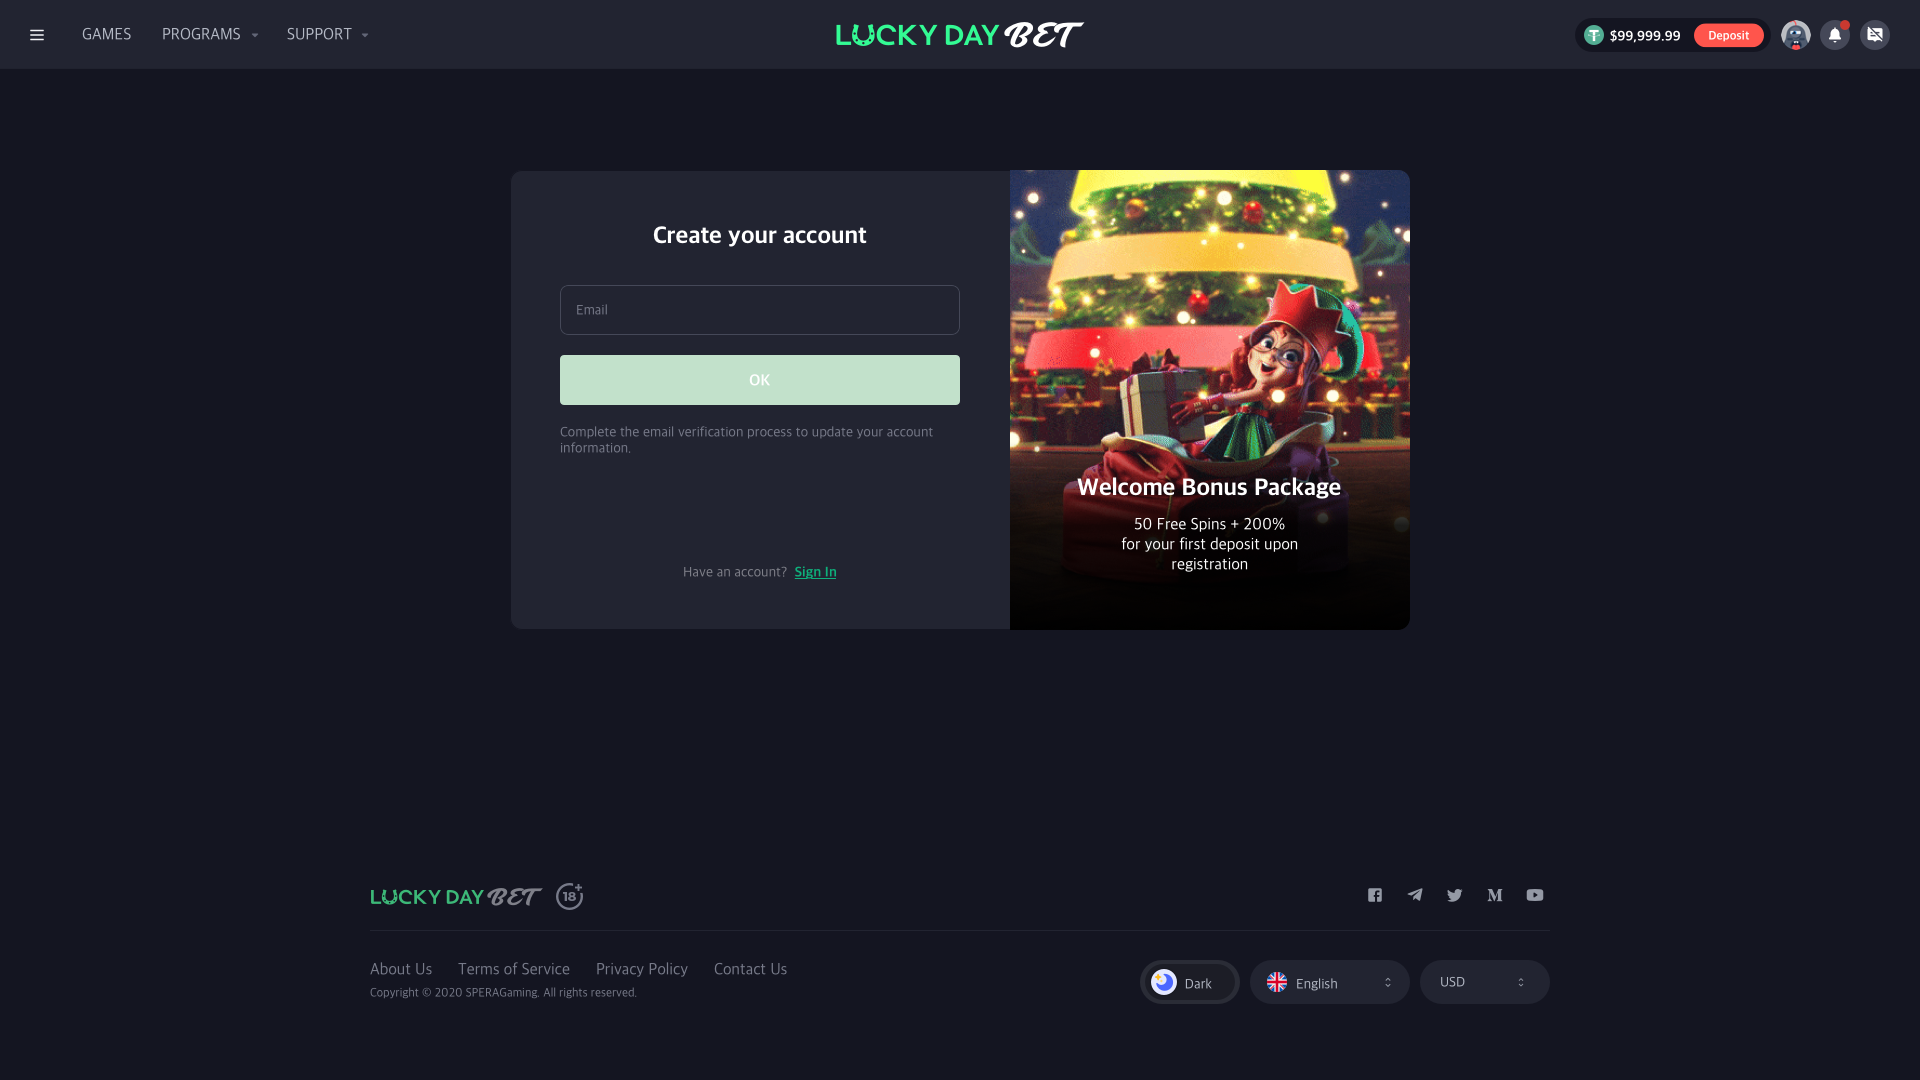 GAMES
PROGRAMS
SUPPORT
LUCKY DAY BET
T $99,999.99
Deposit
Create your account
Email
OK
Complete the email verification process to update your account
information.
Have an account? Sign In
Welcome Bonus Package
50 Free Spins + 200%
for your first deposit upon
registration
LUCKY DAY BET 18+
About Us
Terms of Service
Privacy Policy
Contact Us
Copyright © 2020 SPERAGaming. All rights reserved.
Dark
English
USD